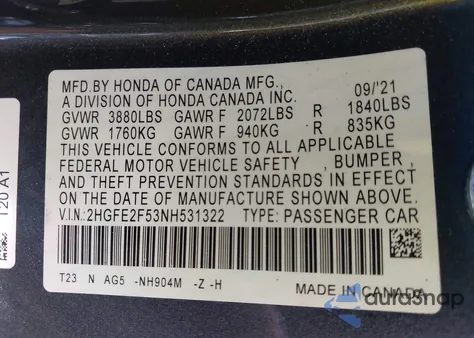 MFD.BY HONDA OF CANADA MFG., 09/'21
A DIVISION OF HONDA CANADA INC.
GVWR 3880LBS GAWR F 2072LBS R 1840LBS
GVWR 1760KG GAWR F 940KG R 835KG
THIS VEHICLE CONFORMS TO ALL APPLICABLE
FEDERAL MOTOR VEHICLE SAFETY , BUMPER ,
AND THEFT PREVENTION STANDARDS IN EFFECT
ON THE DATE OF MANUFACTURE SHOWN ABOVE.
V.I.N.:2HGFE2F53NH531322 TYPE: PASSENGER CAR
T23 N AG5 -NH904M -Z -H
MADE IN CANADA
T20 A1
autosnap